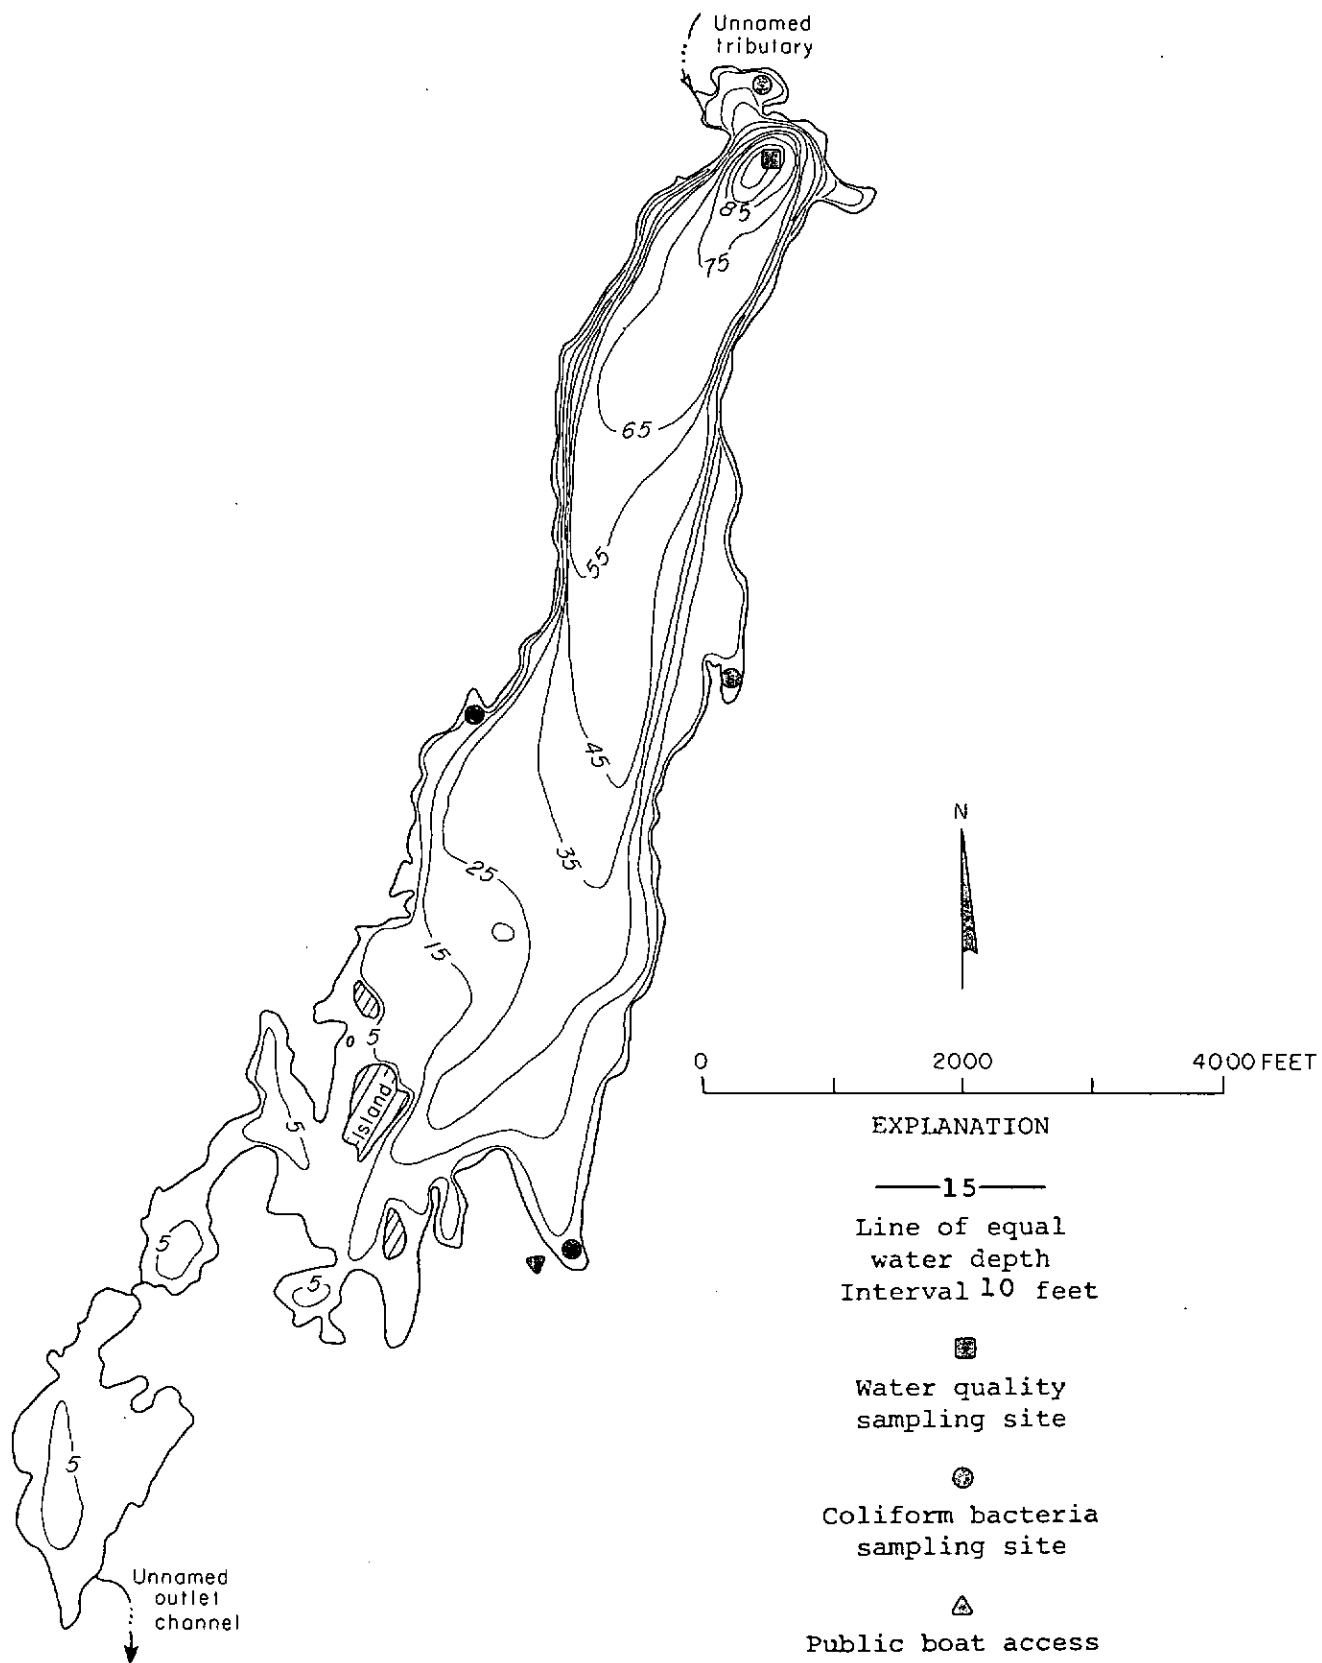 Unnamed
tributary
85
75
65
55
45
35
25
15
5
Island
5
5
5
5
N
0 2000 4000 FEET
EXPLANATION
15
Line of equal
water depth
Interval 10 feet
Water quality
sampling site
Coliform bacteria
sampling site
Public boat access
Unnamed
outlet
channel